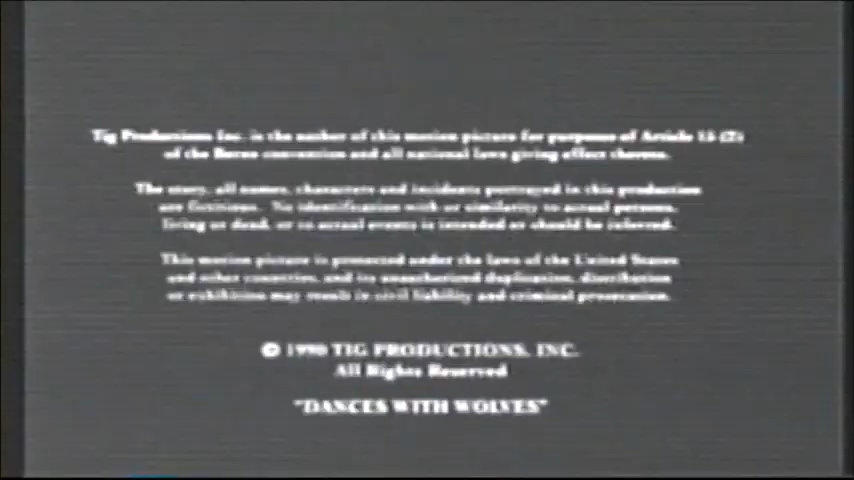 Tig Productions Inc. is the author of this motion picture for purposes of Article 15 (2)
of the Berne convention and all national laws giving effect thereto.
The story, all names, characters and incidents portrayed in this production
are fictitious. No identification with or similarity to actual persons,
living or dead, or to actual events is intended or should be inferred.
This motion picture is protected under the laws of the United States
and other countries, and its unauthorized duplication, distribution
or exhibition may result in civil liability and criminal prosecution.
© 1990 TIG PRODUCTIONS, INC.
All Rights Reserved
"DANCES WITH WOLVES"